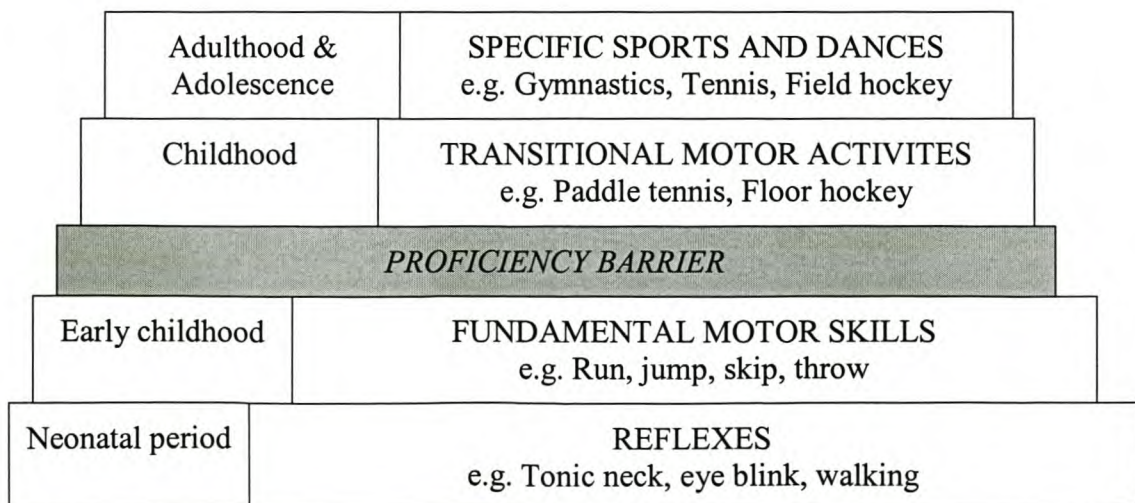 Adulthood &
Adolescence
SPECIFIC SPORTS AND DANCES
e.g. Gymnastics, Tennis, Field hockey
Childhood
TRANSITIONAL MOTOR ACTIVITES
e.g. Paddle tennis, Floor hockey
PROFICIENCY BARRIER
Early childhood
FUNDAMENTAL MOTOR SKILLS
e.g. Run, jump, skip, throw
Neonatal period
REFLEXES
e.g. Tonic neck, eye blink, walking